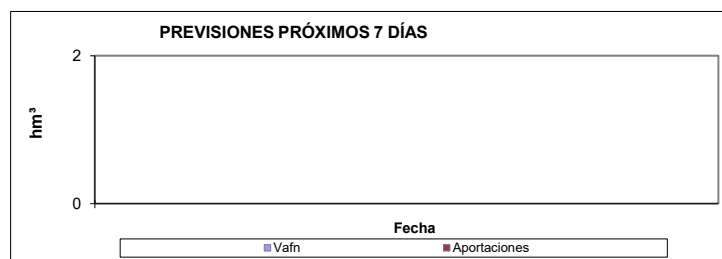 PREVISIONES PRÓXIMOS 7 DÍAS
2
hm³
0
Fecha
Vafn Aportaciones